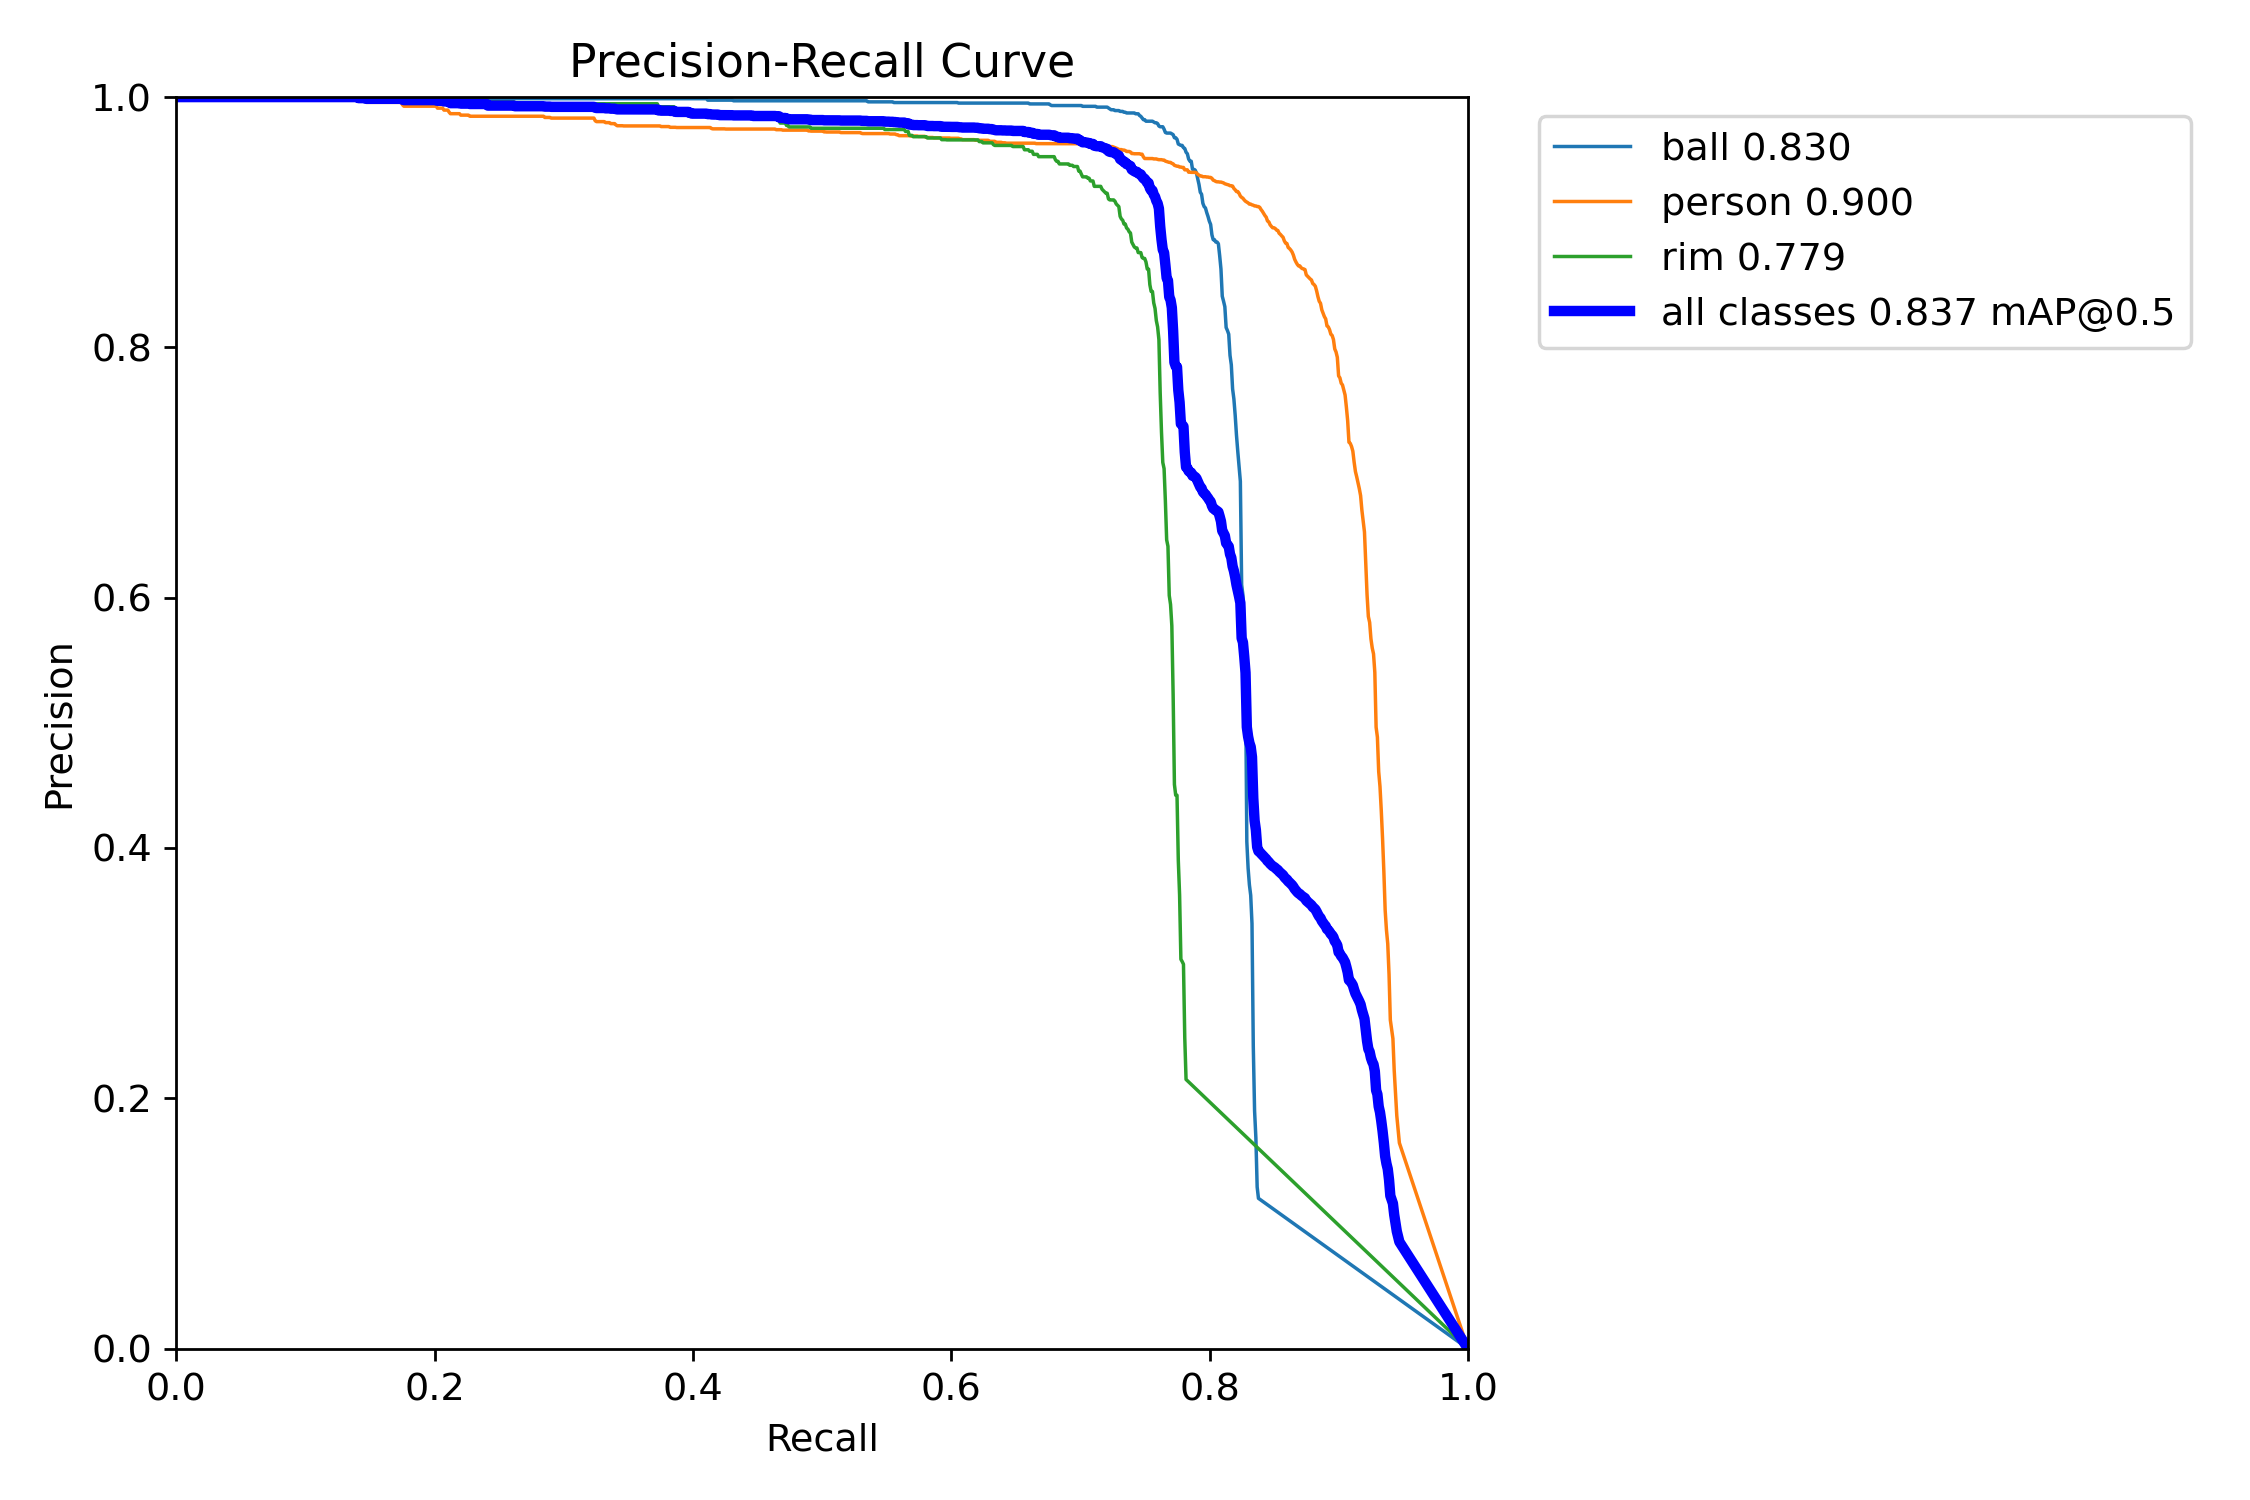 Precision-Recall Curve
1.0
0.8
0.6
0.4
0.2
0.0
Precision
0.0 0.2 0.4 0.6 0.8 1.0
Recall
ball 0.830
person 0.900
rim 0.779
all classes 0.837 mAP@0.5